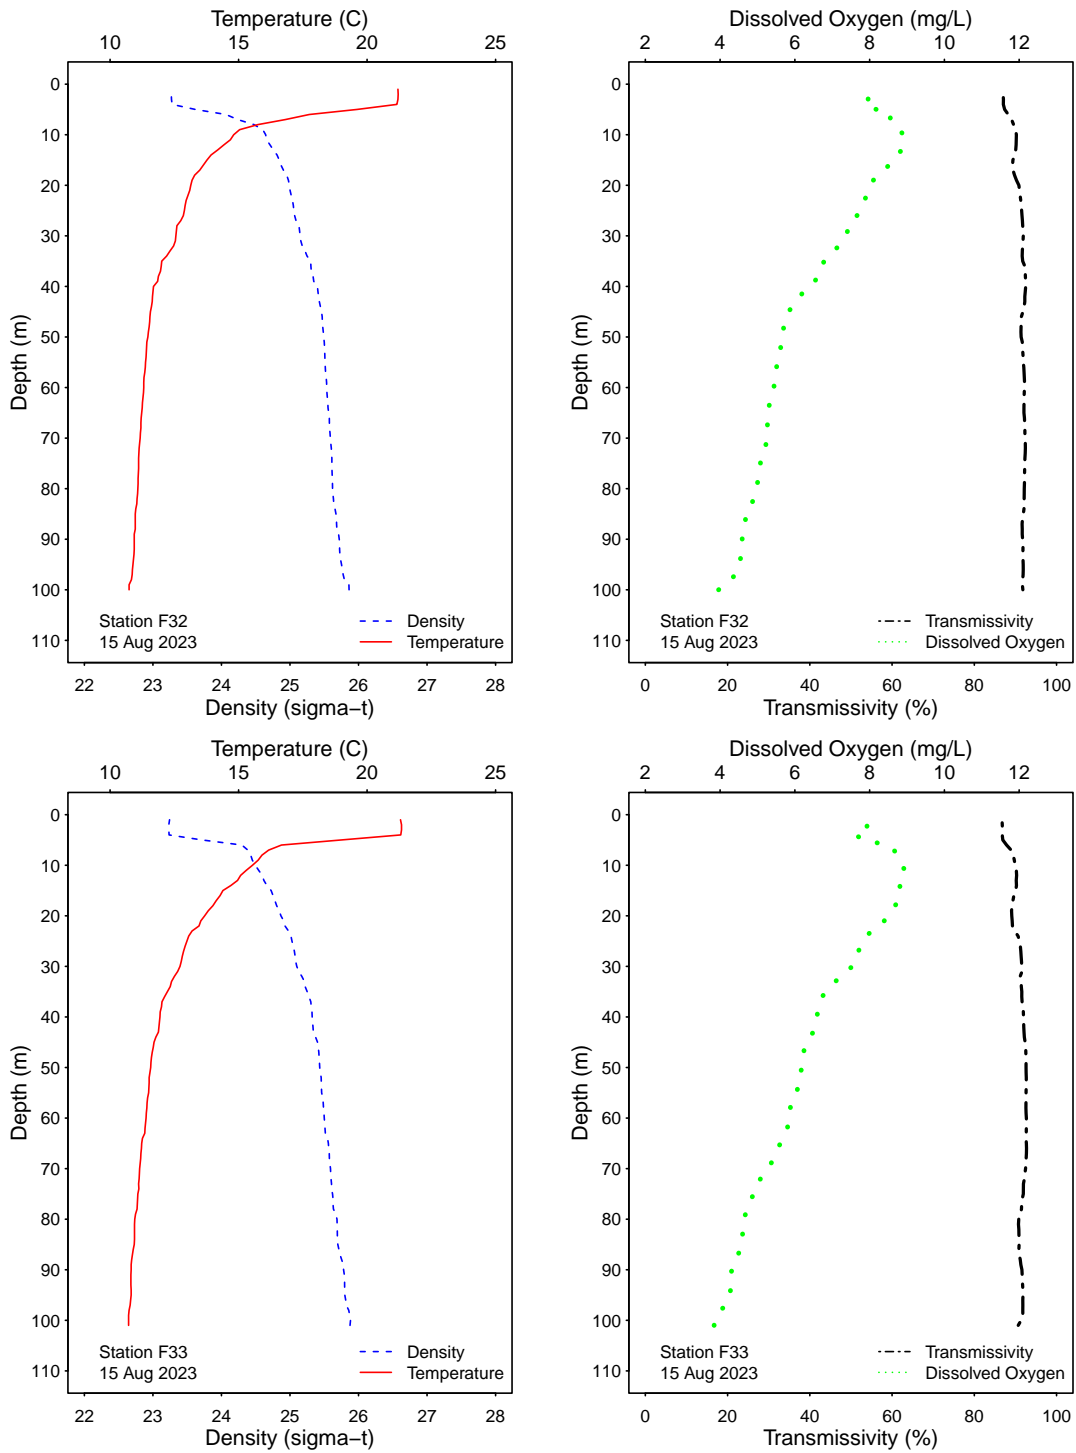 Temperature (C)
10 15 20 25
0
10
20
30
40
50
60
70
80
90
100
110
Depth (m)
Station F32
15 Aug 2023
Density
Temperature
22 23 24 25 26 27 28
Density (sigma−t)
Dissolved Oxygen (mg/L)
2 4 6 8 10 12
0
10
20
30
40
50
60
70
80
90
100
110
Depth (m)
Station F32
15 Aug 2023
Transmissivity
Dissolved Oxygen
0 20 40 60 80 100
Transmissivity (%)
Temperature (C)
10 15 20 25
0
10
20
30
40
50
60
70
80
90
100
110
Depth (m)
Station F33
15 Aug 2023
Density
Temperature
22 23 24 25 26 27 28
Density (sigma−t)
Dissolved Oxygen (mg/L)
2 4 6 8 10 12
0
10
20
30
40
50
60
70
80
90
100
110
Depth (m)
Station F33
15 Aug 2023
Transmissivity
Dissolved Oxygen
0 20 40 60 80 100
Transmissivity (%)